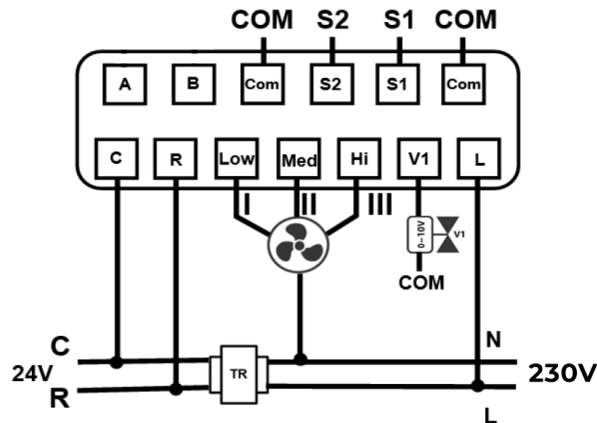 COM S2 S1 COM
A B Com S2 S1 Com
C R Low Med Hi V1 L
I II III
0-10V V1
COM
C N
24V TR 230V
R L